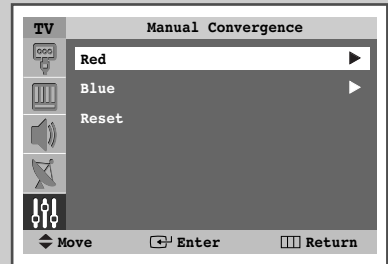 TV Manual Convergence
Red
Blue
Reset
Move Enter Return